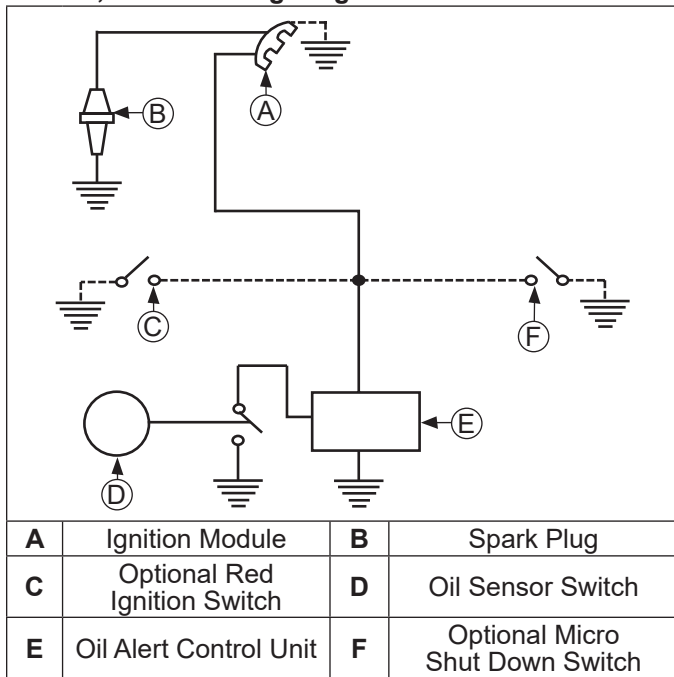 B
A
C
F
E
D
A Ignition Module B Spark Plug
C Optional Red Ignition Switch D Oil Sensor Switch
E Oil Alert Control Unit F Optional Micro Shut Down Switch